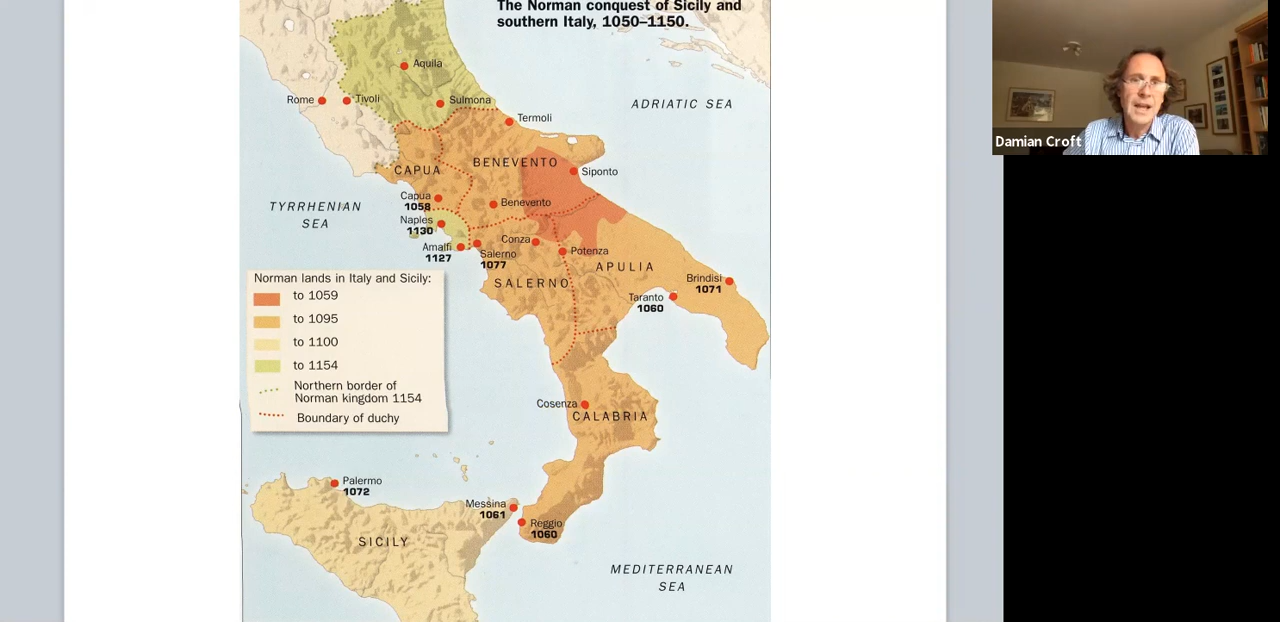 The Norman conquest of Sicily and
southern Italy, 1050–1150.
Damian Croft
Aquila
Rome
Tivoli
Sulmona
ADRIATIC SEA
Termoli
BENEVENTO
CAPUA
Siponto
Capua
1058
Benevento
TYRRHENIAN
SEA
Naples
1130
Amalfi
1127
Salerno
1077
Conza
Potenza
APULIA
SALERNO
Brindisi
1071
Taranto
1060
Norman lands in Italy and Sicily:
to 1059
to 1095
to 1100
to 1154
Northern border of
Norman kingdom 1154
Boundary of duchy
Cosenza
CALABRIA
Palermo
1072
Messina
1061
Reggio
1060
SICILY
MEDITERRANEAN
SEA